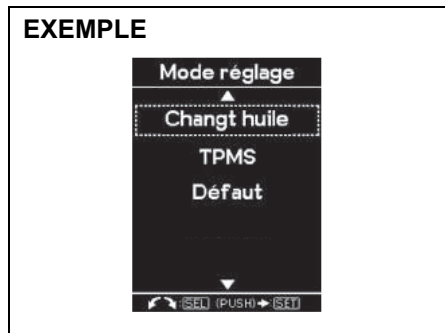 EXEMPLE
Mode réglage
Changt huile
TPMS
Défaut
:SEL (PUSH)➔SET